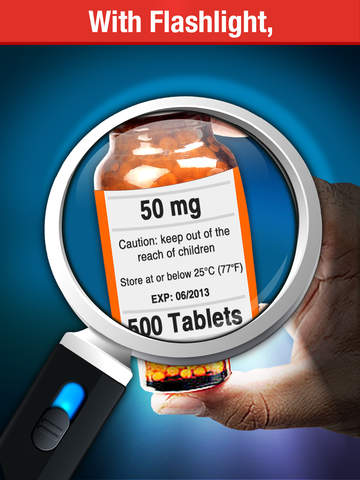 With Flashlight,
50 mg
Caution: keep out of the
reach of children
Store at or below 25°C (77°F)
EXP: 06/2013
500 Tablets